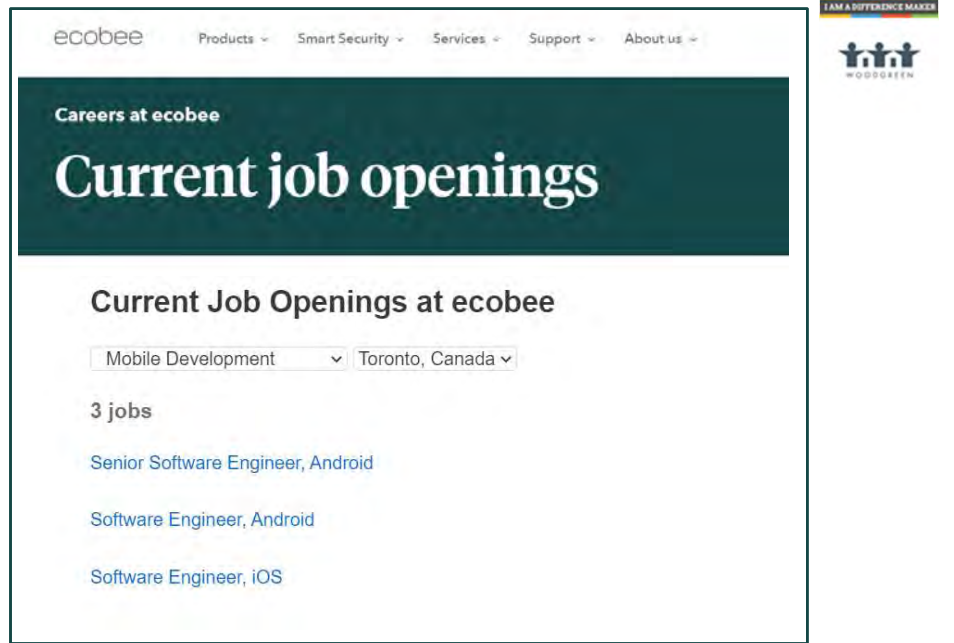 I AM A DIFFERENCE MAKER
WOODGREEN
ecobee Products Smart Security Services Support About us
Careers at ecobee
Current job openings
Current Job Openings at ecobee
Mobile Development Toronto, Canada
3 jobs
Senior Software Engineer, Android
Software Engineer, Android
Software Engineer, iOS